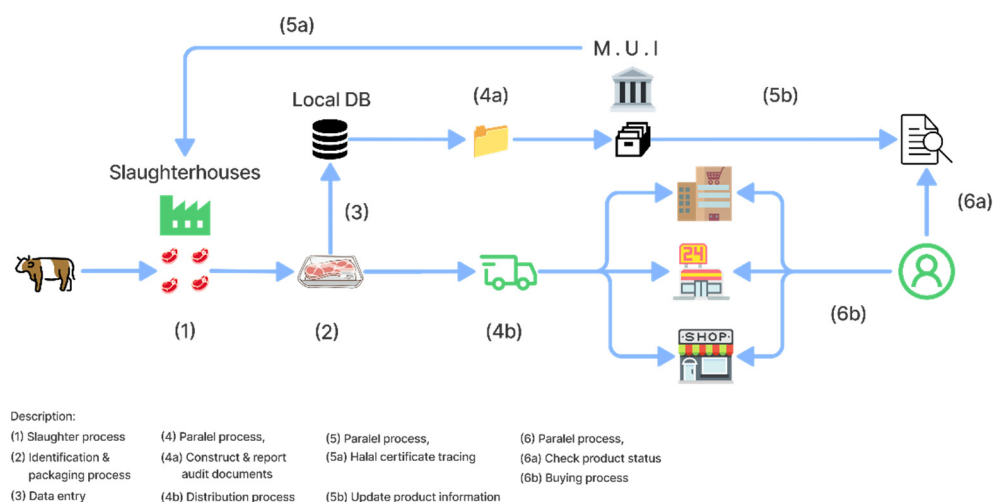 (5a)
M.U.I
Local DB
(4a)
(5b)
Slaughterhouses
(3)
(6a)
24
(1)
(2)
(4b)
(6b)
SHOP
Description:
(1) Slaughter process
(2) Identification &
packaging process
(3) Data entry
(4) Paralel process,
(4a) Construct & report
audit documents
(4b) Distribution process
(5) Paralel process,
(5a) Halal certificate tracing
(5b) Update product information
(6) Paralel process,
(6a) Check product status
(6b) Buying process